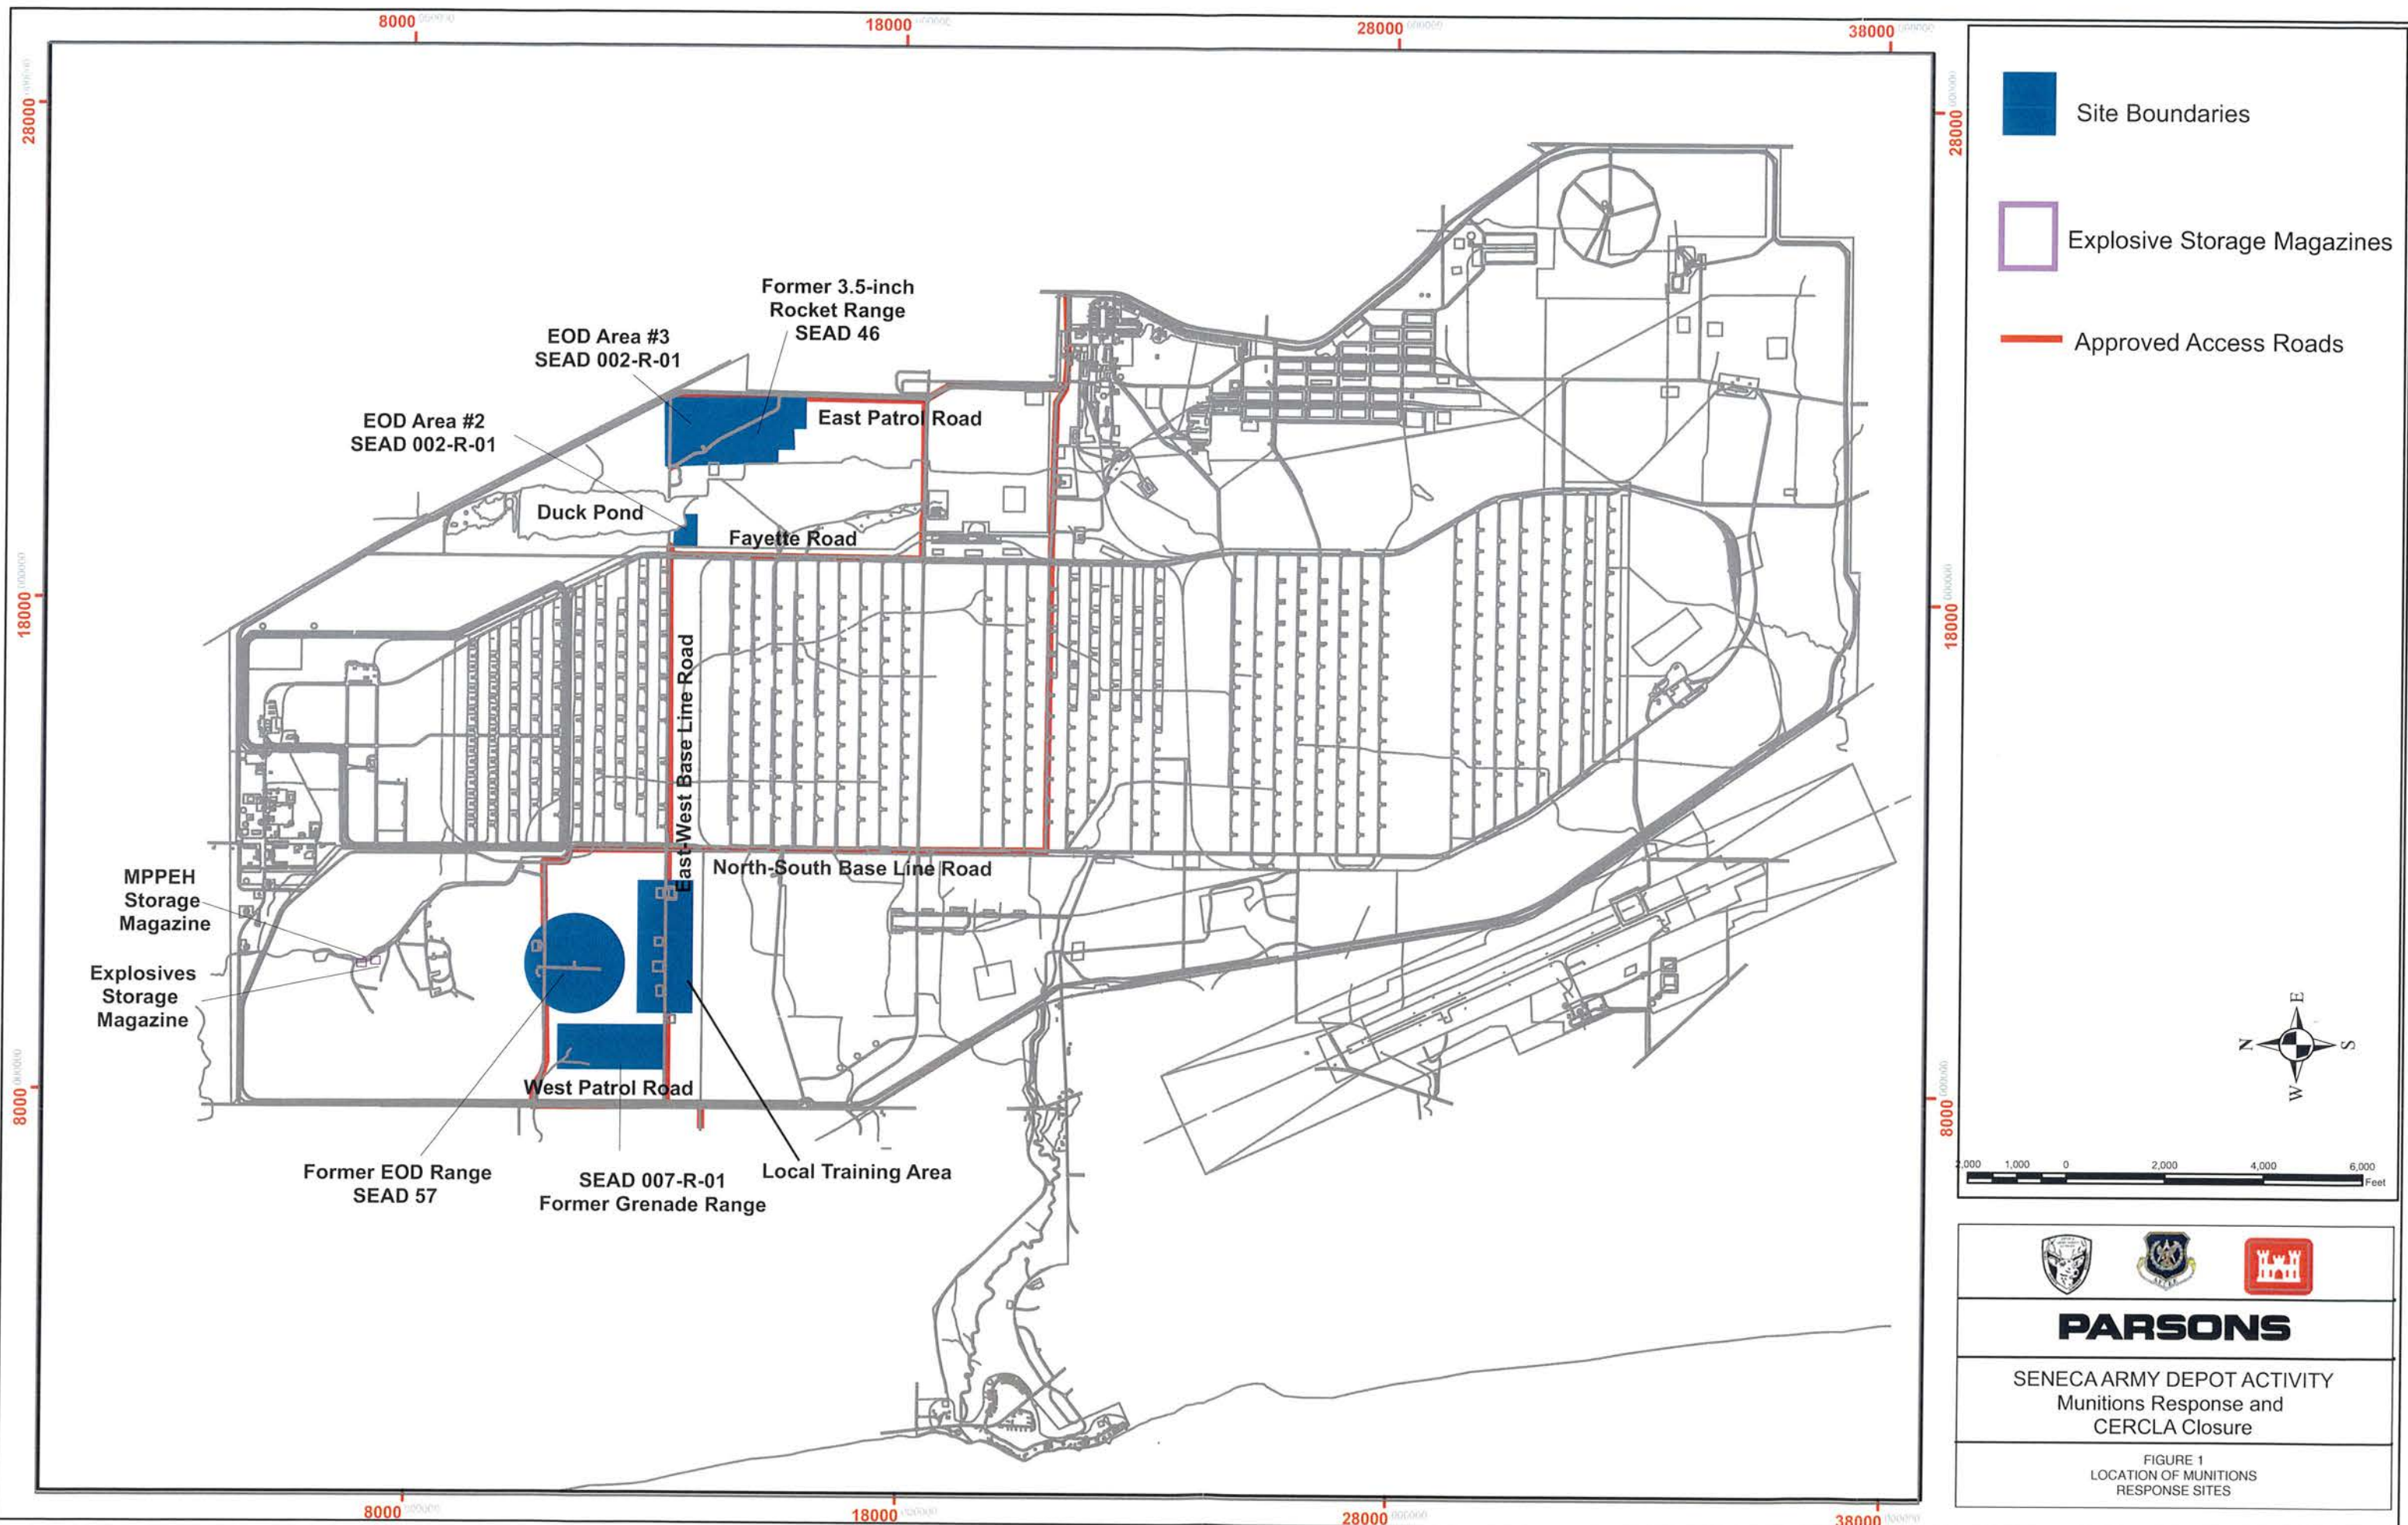 8000
18000
28000
38000
28000
28000
Site Boundaries
Explosive Storage Magazines
Approved Access Roads
Former 3.5-inch
Rocket Range
SEAD 46
EOD Area #3
SEAD 002-R-01
EOD Area #2
SEAD 002-R-01
East Patrol Road
Duck Pond
Fayette Road
18000
18000
East-West Base Line Road
North-South Base Line Road
MPPEH
Storage
Magazine
Explosives
Storage
Magazine
8000
8000
West Patrol Road
Former EOD Range
SEAD 57
SEAD 007-R-01
Former Grenade Range
Local Training Area
E
N
S
W
2,000 1,000 0 2,000 4,000 6,000
Feet
PARSONS
SENECA ARMY DEPOT ACTIVITY
Munitions Response and
CERCLA Closure
FIGURE 1
LOCATION OF MUNITIONS
RESPONSE SITES
8000
18000
28000
38000